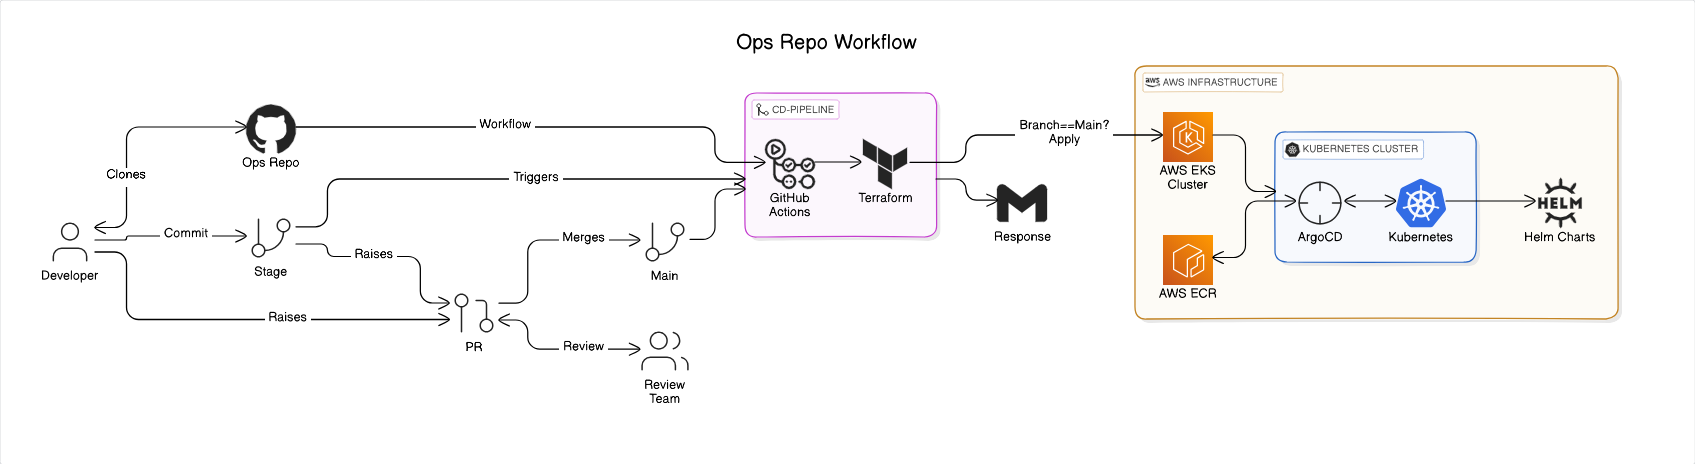 Ops Repo Workflow
aws AWS INFRASTRUCTURE
CD-PIPELINE
Workflow
Branch==Main?
Apply
Ops Repo
KUBERNETES CLUSTER
K
Clones
Triggers
AWS EKS
Cluster
GitHub
Actions
Terraform
HELM
Commit
Merges
Response
ArgoCD
Kubernetes
Helm Charts
Developer
Stage
Raises
Main
AWS ECR
Raises
PR
Review
Review
Team